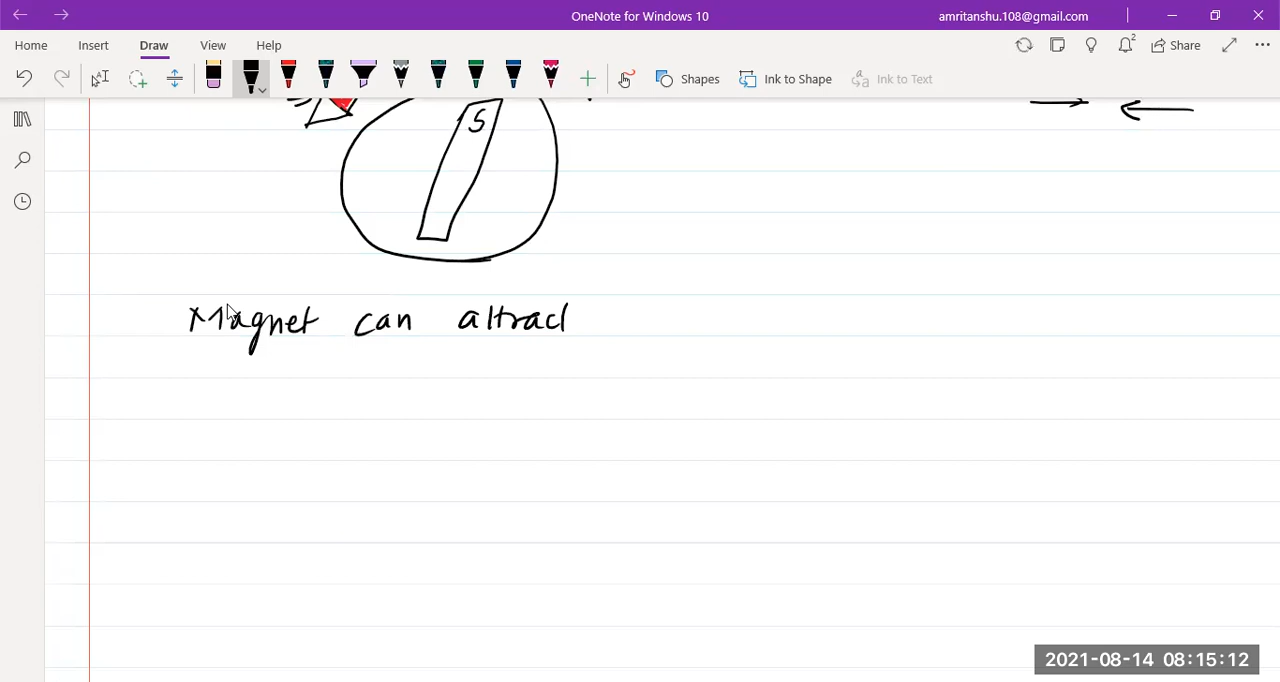 OneNote for Windows 10
amritanshu.108@gmail.com
Home Insert Draw View Help
2
Share
Shapes Ink to Shape Ink to Text
S
Magnet can attract
2021-08-14 08:15:12